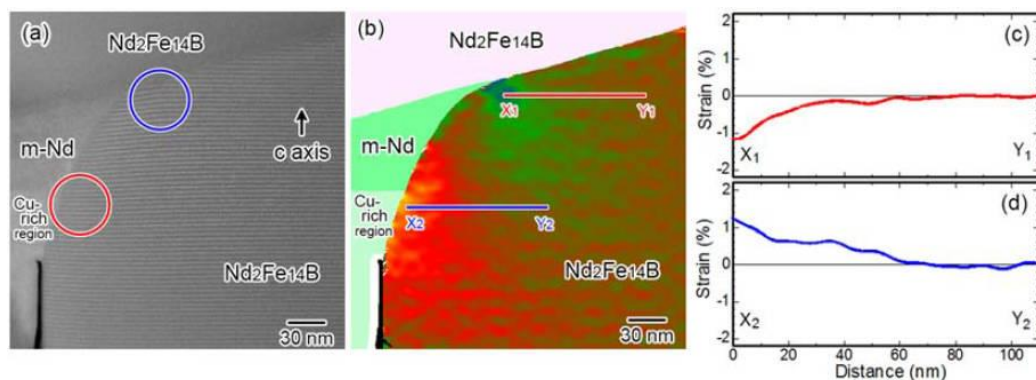 (a)
Nd₂Fe₁₄B
m-Nd
c axis
Cu-
rich
region
Nd₂Fe₁₄B
30 nm
(b)
Nd₂Fe₁₄B
X₁
Y₁
m-Nd
Cu-
rich
region
X₂
Y₂
Nd₂Fe₁₄B
30 nm
(c)
Strain (%)
2
1
0
-1
-2
X₁
Y₁
(d)
Strain (%)
2
1
0
1
-2
X₂
Y₂
0
20
40
60
80
100
Distance (nm)